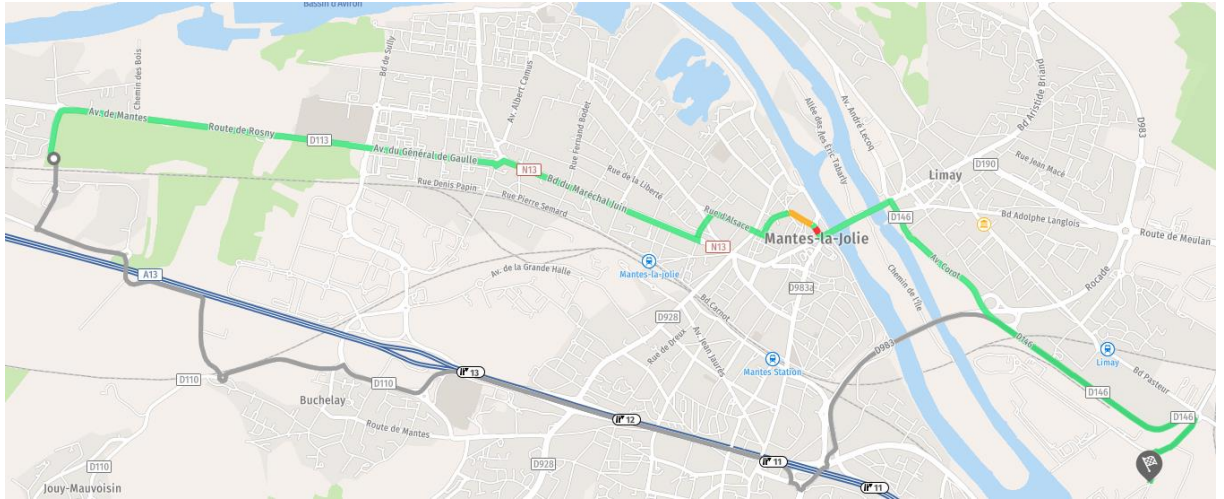 Bassin d'Aviron
Chemin des Bois
Bd de Sully
Av. de Mantes
Route de Rosny
D113
Av. du Général de Gaulle
Av. Albert Camus
Rue Fernand Bodet
N13
Bd du Maréchal Juin
Rue de la Liberté
Rue Denis Papin
Rue Pierre Semard
Rue d'Alsace
N13
Mantes-la-Jolie
Mantes-la-jolie
Av. de la Grande Halle
D983a
Allée des Åes Éric Tabarly
Av. André Lecoq
Limay
D190
Bd Aristide Briand
D983
Rue Jean Macé
D146
Bd Adolphe Langlois
Route de Meulan
Av. Corot
Chemin de l'Île
Rocade
A13
D928
Bd Carnot
Rue de Dreux
Av. Jean Jaurès
Mantes Station
D983
D146
Limay
Bd Pasteur
D146
D146
D110
Buchelay
D110
13
12
11
11
Route de Mantes
D928
D110
Jouy-Mauvoisin